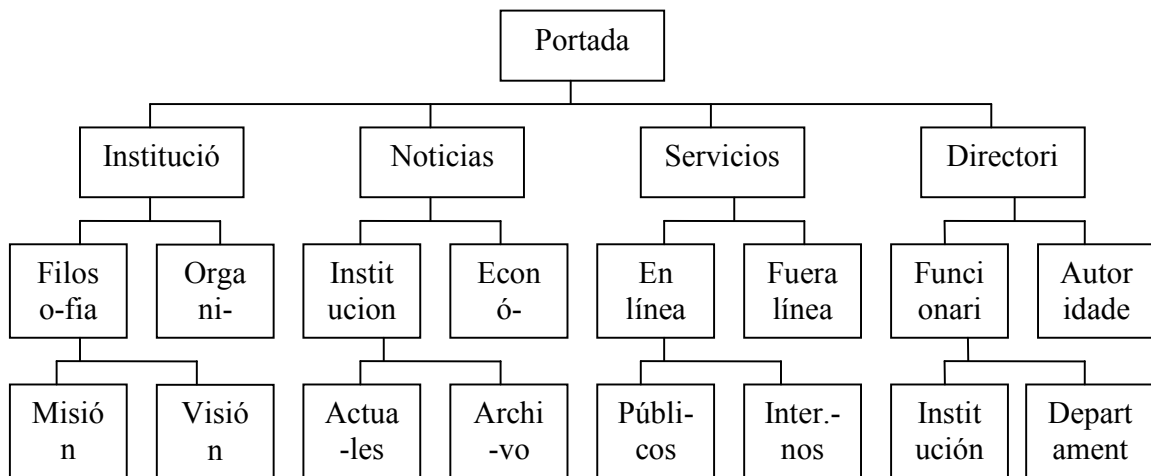 Portada
Institució
Noticias
Servicios
Directori
Filos
o-fia
Orga
ni-
Instit
ucion
Econ
ó-
En
línea
Fuera
línea
Funci
onari
Autor
idade
Misió
n
Visió
n
Actua
-les
Archi
-vo
Públi-
cos
Inter.-
nos
Instit
ución
Depart
ament